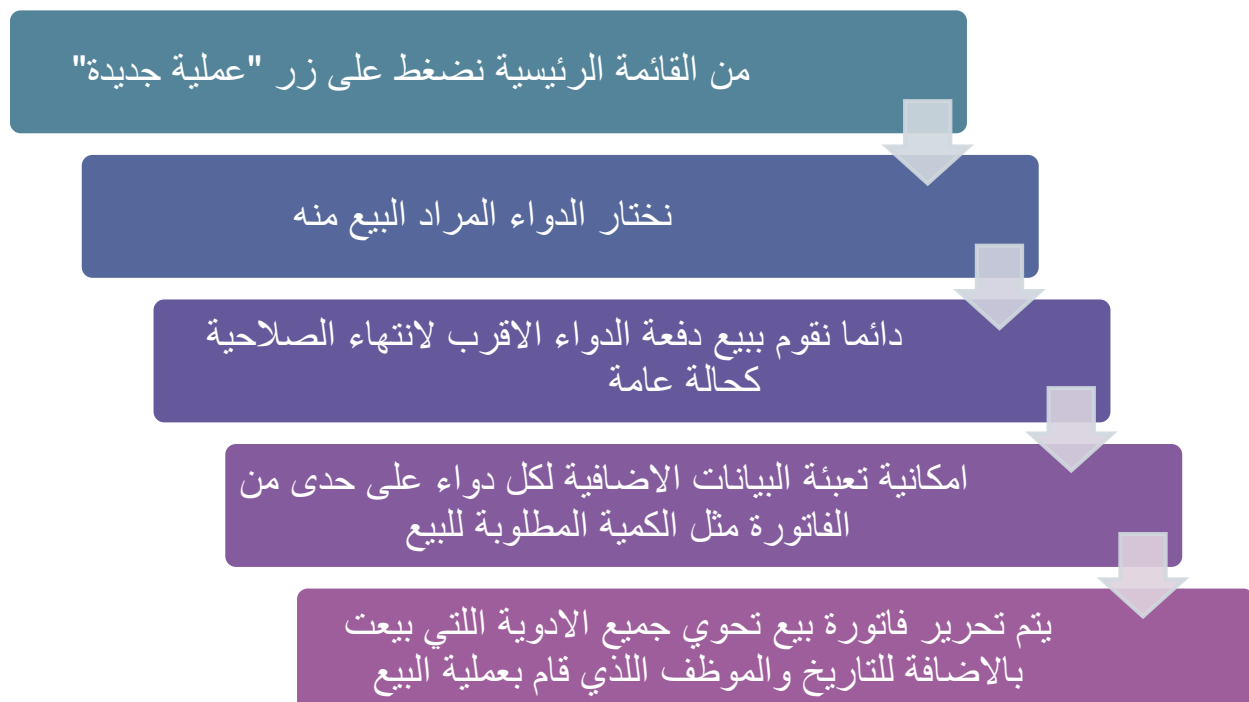 من القائمة الرئيسية نضغط على زر "عملية جديدة"
نختار الدواء المراد البيع منه
دائما نقوم ببيع دفعة الدواء الاقرب لانتهاء الصلاحية
كحالة عامة
امكانية تعبئة البيانات الاضافية لكل دواء على حدى من
الفاتورة مثل الكمية المطلوبة للبيع
يتم تحرير فاتورة بيع تحوي جميع الادوية اللتي بيعت
بالاضافة للتاريخ والموظف اللذي قام بعملية البيع